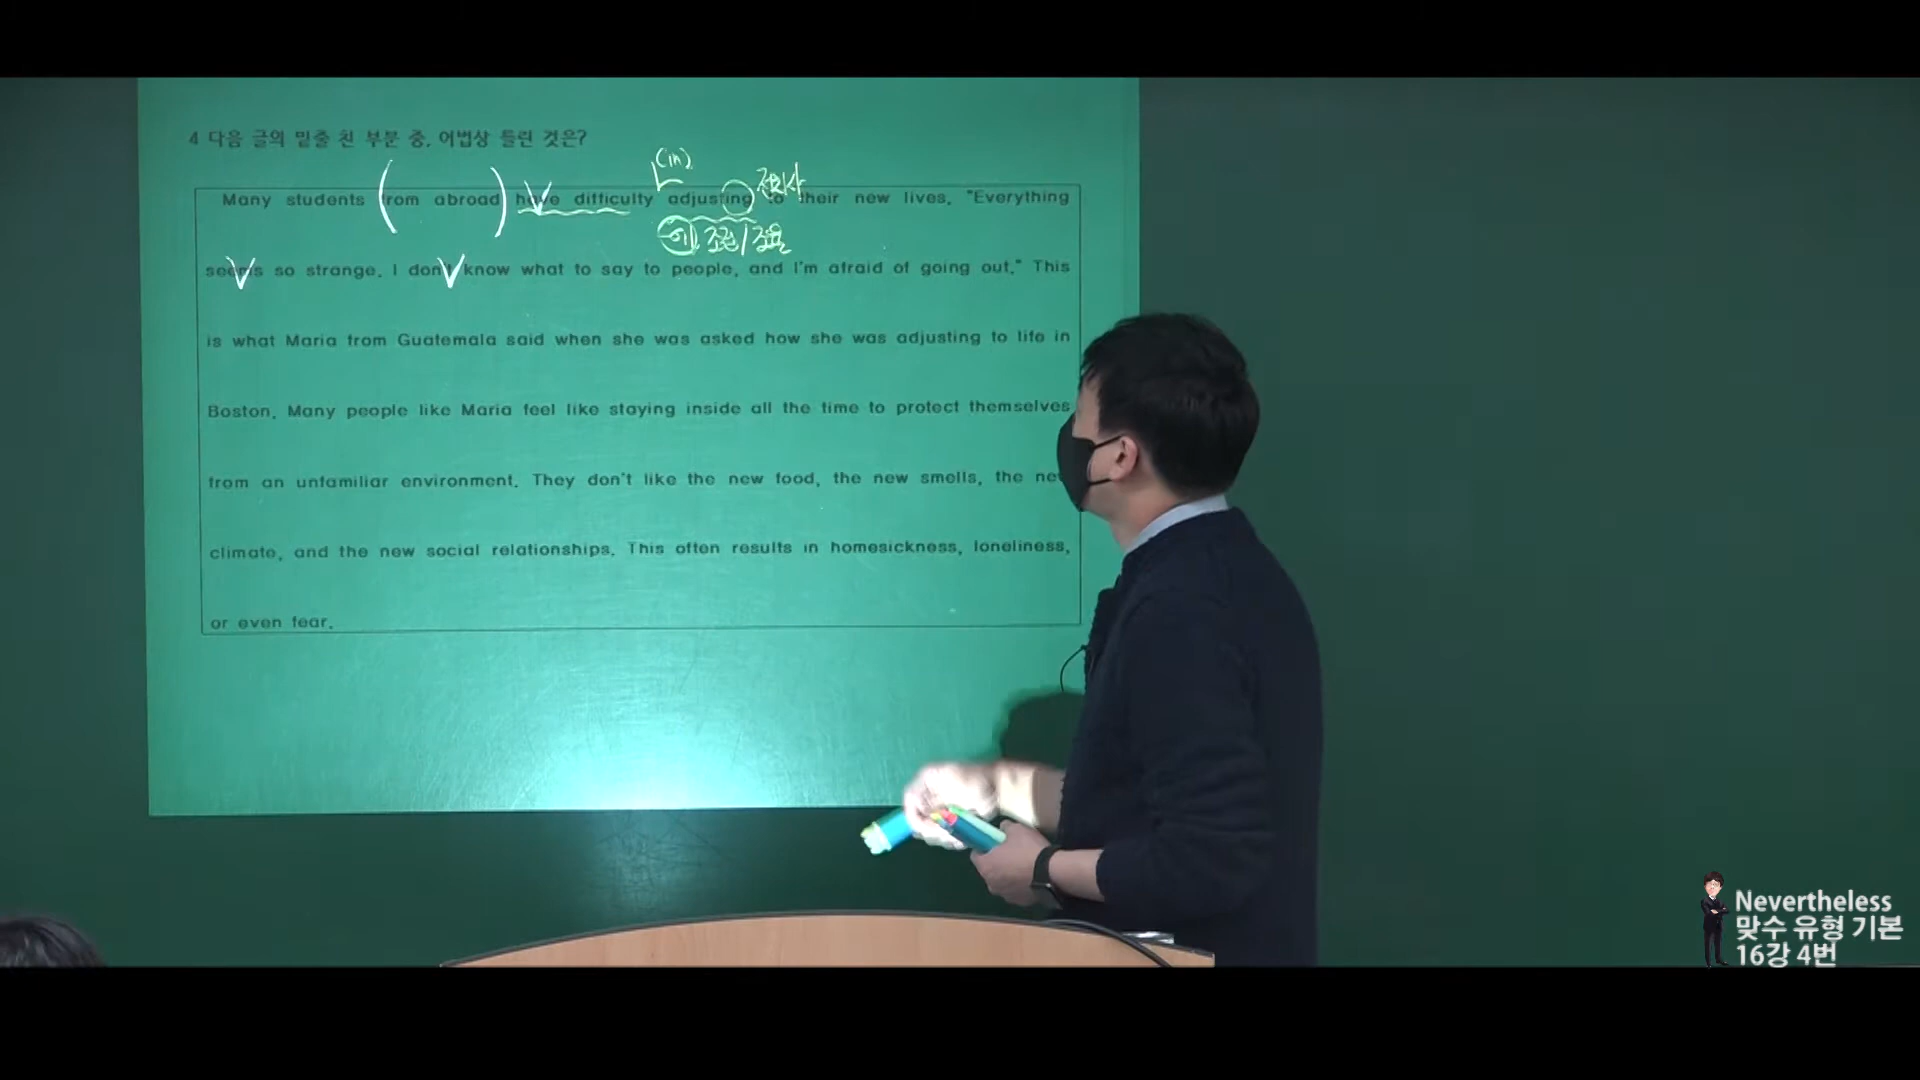 4 다음 글의 밑줄 친 부분 중, 어법상 틀린 것은?
(in)
전치사
Many students from abroad have difficulty adjusting to their new lives. "Everything
seems so strange. I don't know what to say to people, and I'm afraid of going out." This
is what Maria from Guatemala said when she was asked how she was adjusting to life in
Boston. Many people like Maria feel like staying inside all the time to protect themselves
from an unfamiliar environment. They don't like the new food, the new smells, the new
climate, and the new social relationships. This often results in homesickness, loneliness,
or even fear.
Nevertheless
맞수 유형 기본
16강 4번